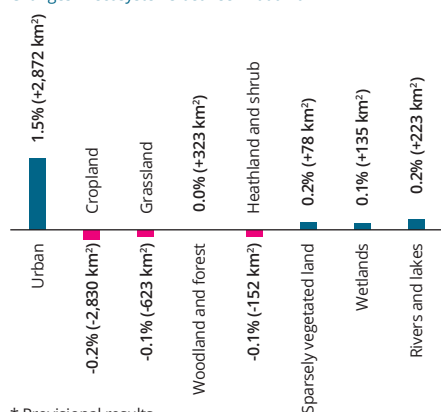 1.5% (+2,872 km²)
Urban
Cropland
-0.2% (-2,830 km²)
Grassland
-0.1% (-623 km²)
0.0% (+323 km²)
Woodland and forest
Heathland and shrub
-0.1% (-152 km²)
0.2% (+78 km²)
Sparsely vegetated land
0.1% (+135 km²)
Wetlands
0.2% (+223 km²)
Rivers and lakes
* Provisional results